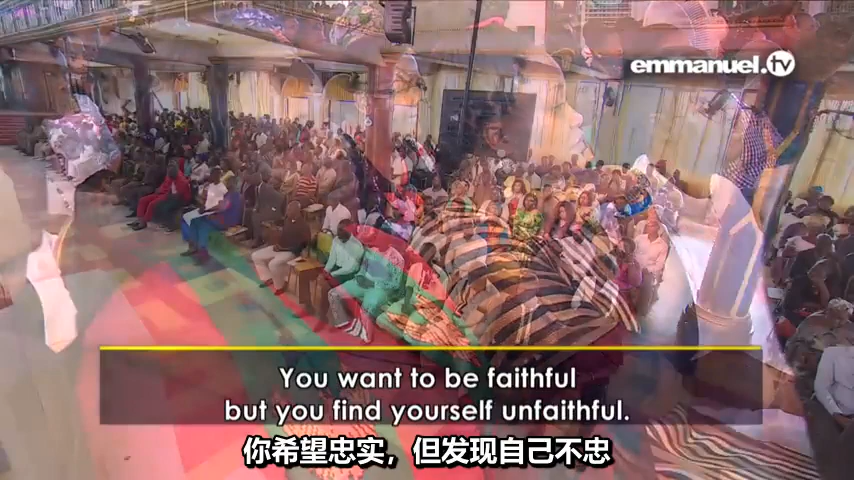 emmanuel.tv
You want to be faithful
but you find yourself unfaithful.
你希望忠实，但发现自己不忠